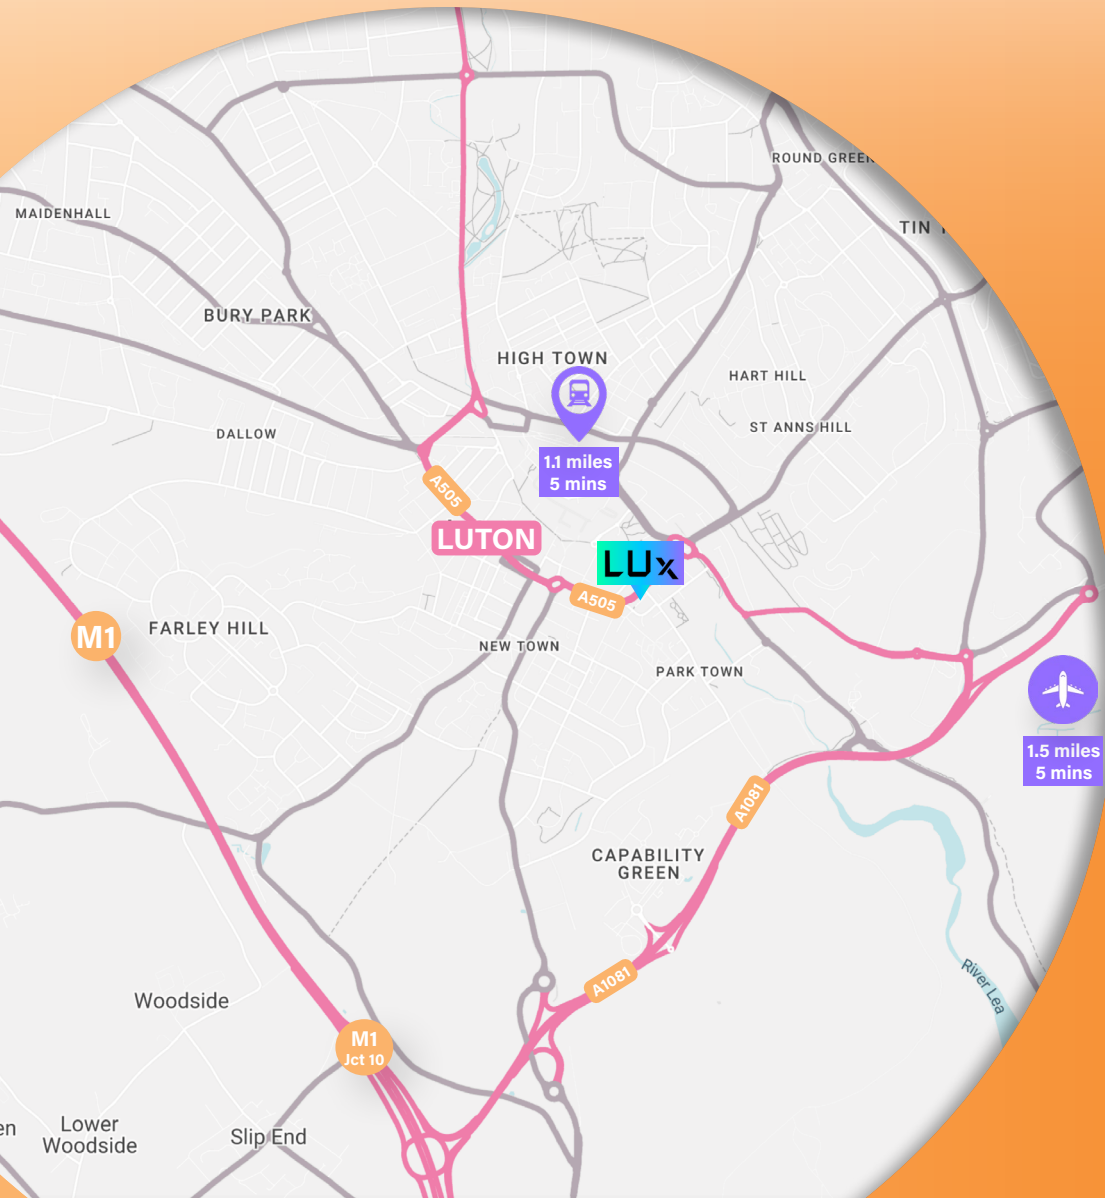 ROUND GREEN
MAIDENHALL
TIN
BURY PARK
HIGH TOWN
HART HILL
ST ANNS HILL
DALLOW
1.1 miles
5 mins
A505
LUTON
LUx
A505
M1
FARLEY HILL
NEW TOWN
PARK TOWN
1.5 miles
5 mins
A1081
CAPABILITY
GREEN
A1081
River Lea
Woodside
M1
Jct 10
en
Lower
Woodside
Slip End